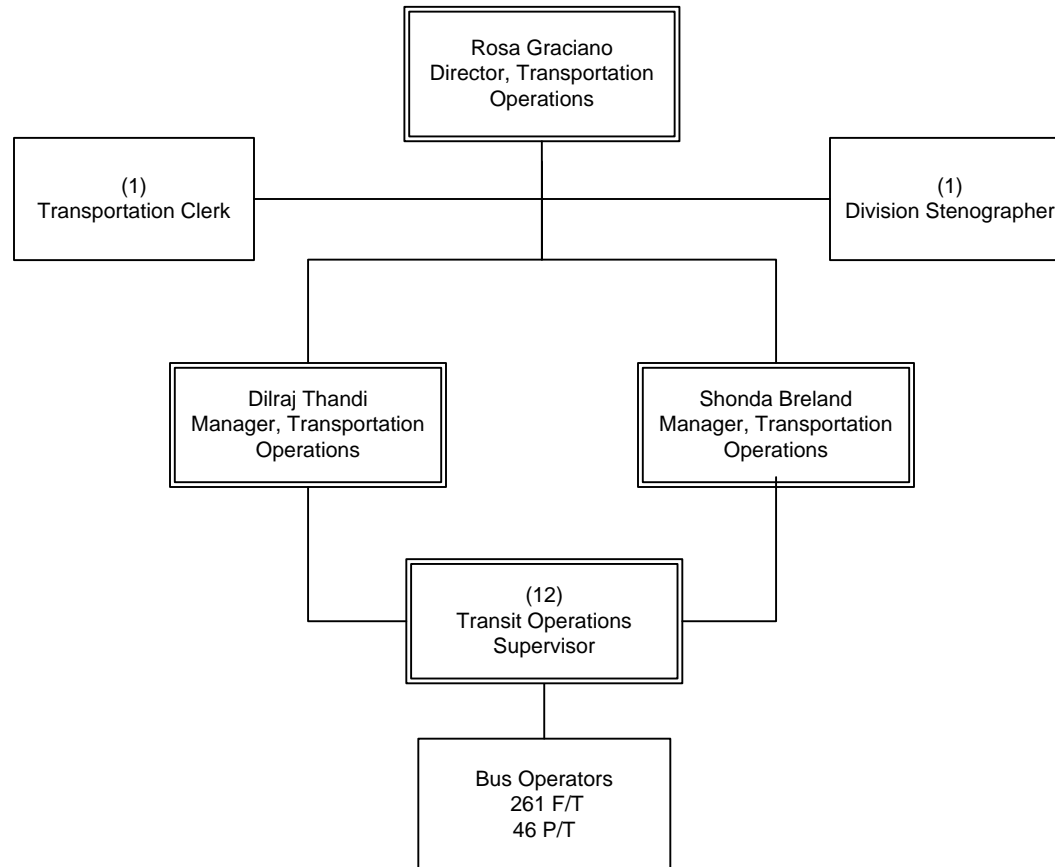 Rosa Graciano
Director, Transportation
Operations
(1)
Transportation Clerk
(1)
Division Stenographer
Dilraj Thandi
Manager, Transportation
Operations
Shonda Breland
Manager, Transportation
Operations
(12)
Transit Operations
Supervisor
Bus Operators
261 F/T
46 P/T